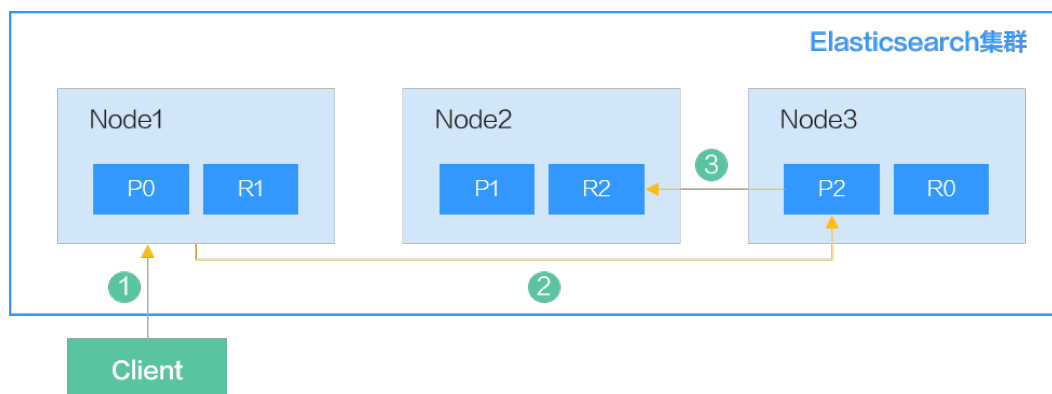 Elasticsearch集群
Node1
P0
R1
Node2
P1
R2
3
Node3
P2
R0
1
2
Client